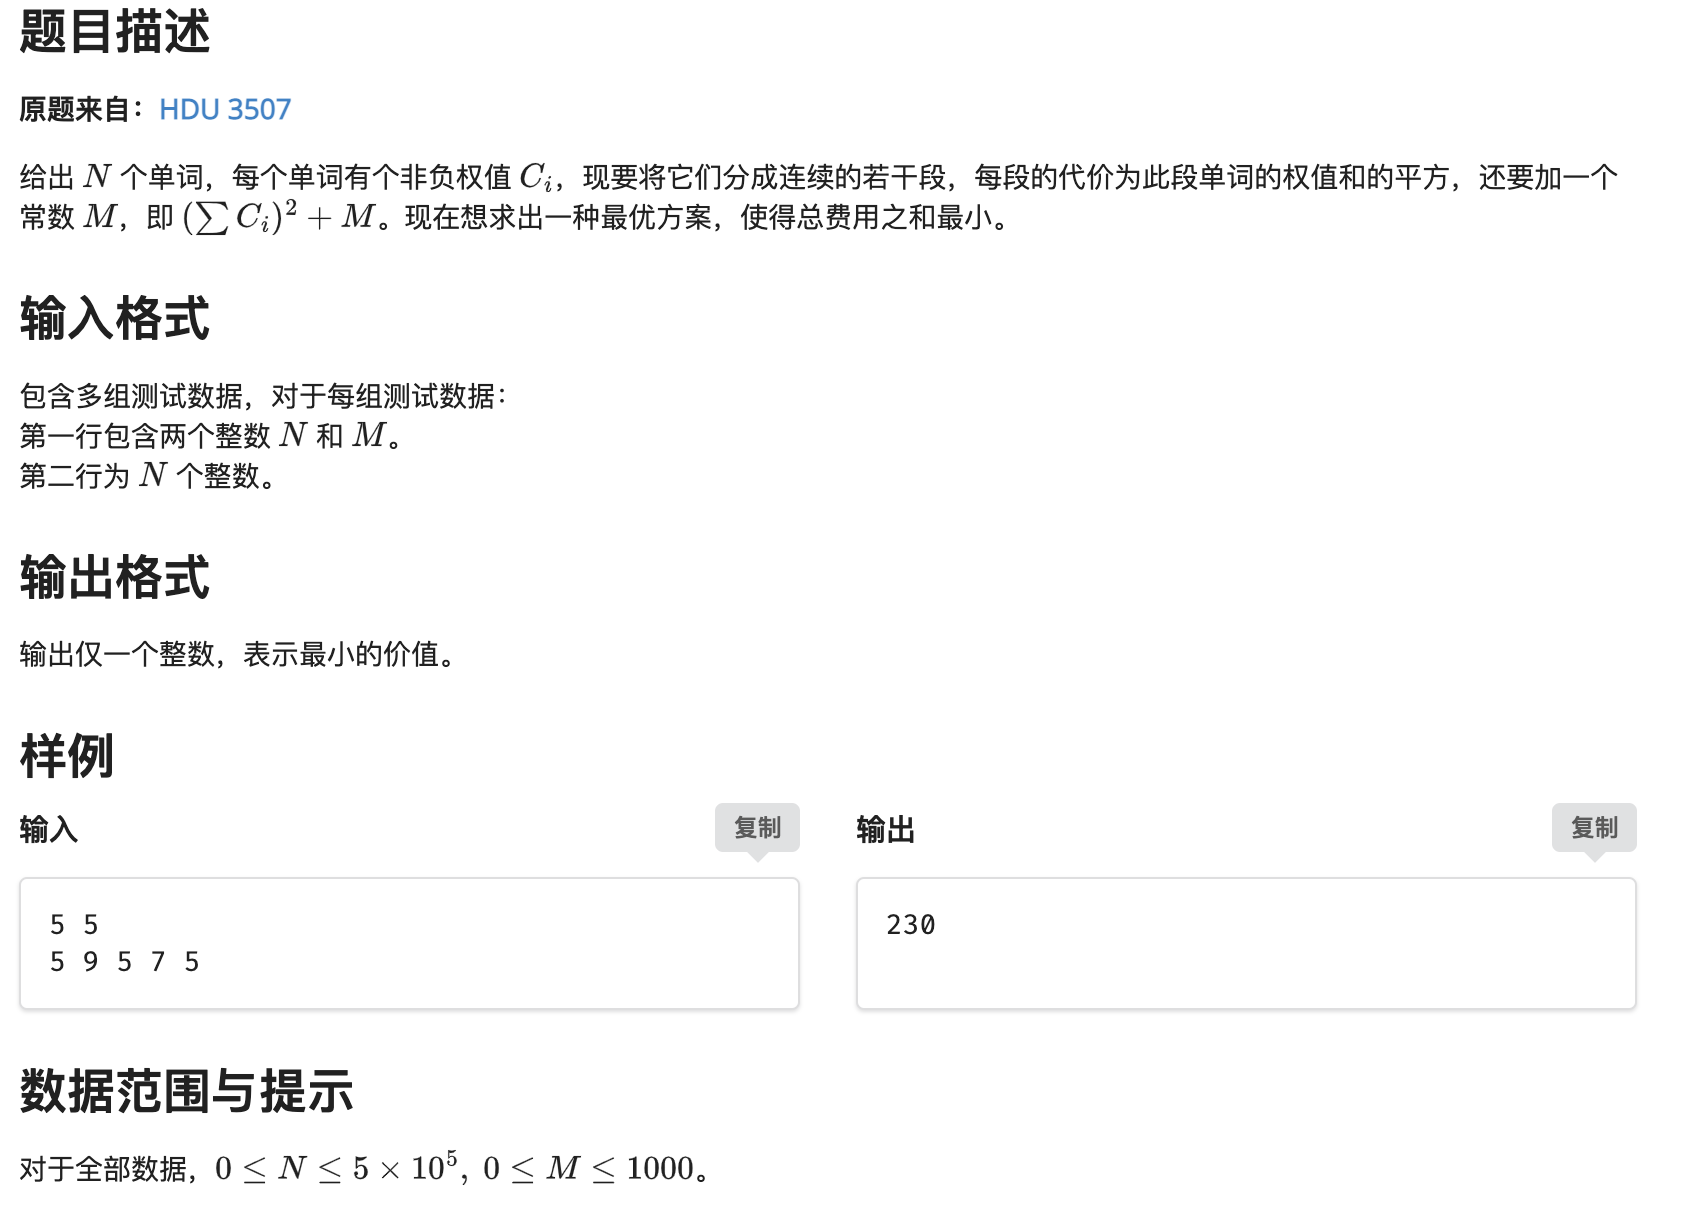 题目描述
原题来自：HDU 3507
给出 N 个单词，每个单词有个非负权值 C_i，现要将它们分成连续的若干段，每段的代价为此段单词的权值和的平方，还要加一个
常数 M，即 (∑ C_i)^2 + M。现在想求出一种最优方案，使得总费用之和最小。
输入格式
包含多组测试数据，对于每组测试数据：
第一行包含两个整数 N 和 M。
第二行为 N 个整数。
输出格式
输出仅一个整数，表示最小的价值。
样例
输入 复制 输出 复制
5 5
5 9 5 7 5
230
数据范围与提示
对于全部数据，0 ≤ N ≤ 5 × 10^5, 0 ≤ M ≤ 1000。